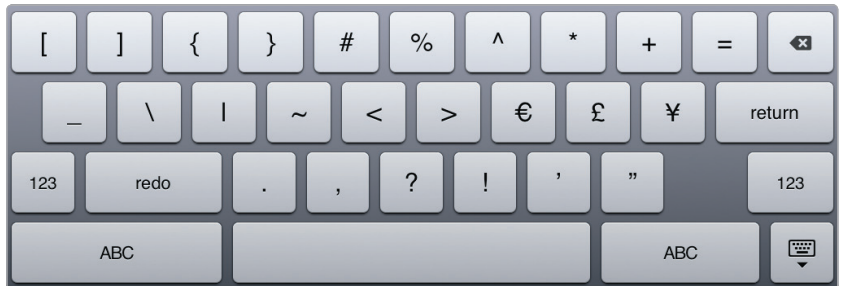 [ ] { } # % ^ * + =
_ \ | ~ < > € £ ¥ return
123 redo . , ? ! ’ ” 123
ABC ABC